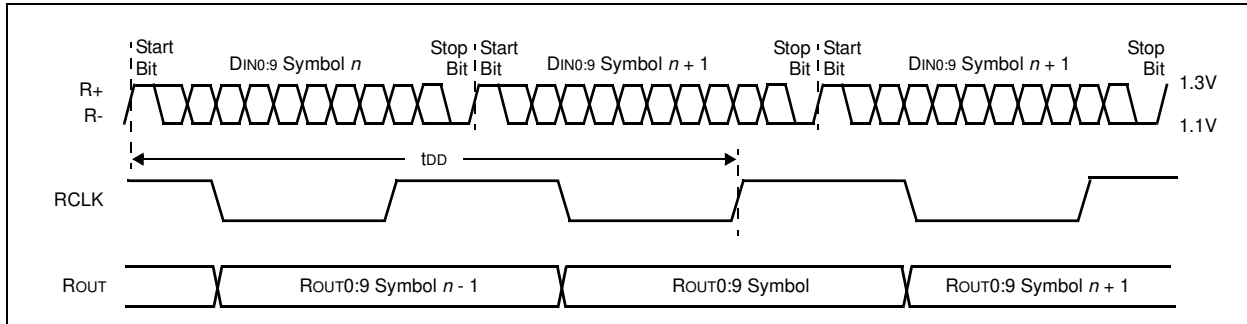 Start Bit
DIN0:9 Symbol n
Stop Bit
Start Bit
DIN0:9 Symbol n + 1
Stop Bit
Start Bit
DIN0:9 Symbol n + 1
Stop Bit
R+
R-
1.3V
1.1V
tDD
RCLK
ROUT
ROUT0:9 Symbol n - 1
ROUT0:9 Symbol
ROUT0:9 Symbol n + 1